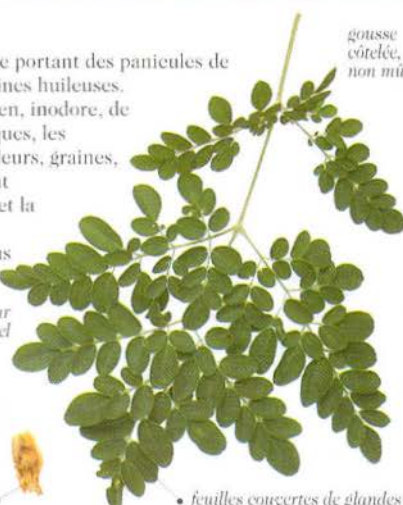 e portant des panicules de
ines huileuses.
en, inodore, de
ques, les
leurs, graines,
et la
gousse
côtelée,
non mû
• feuilles couvertes de glandes